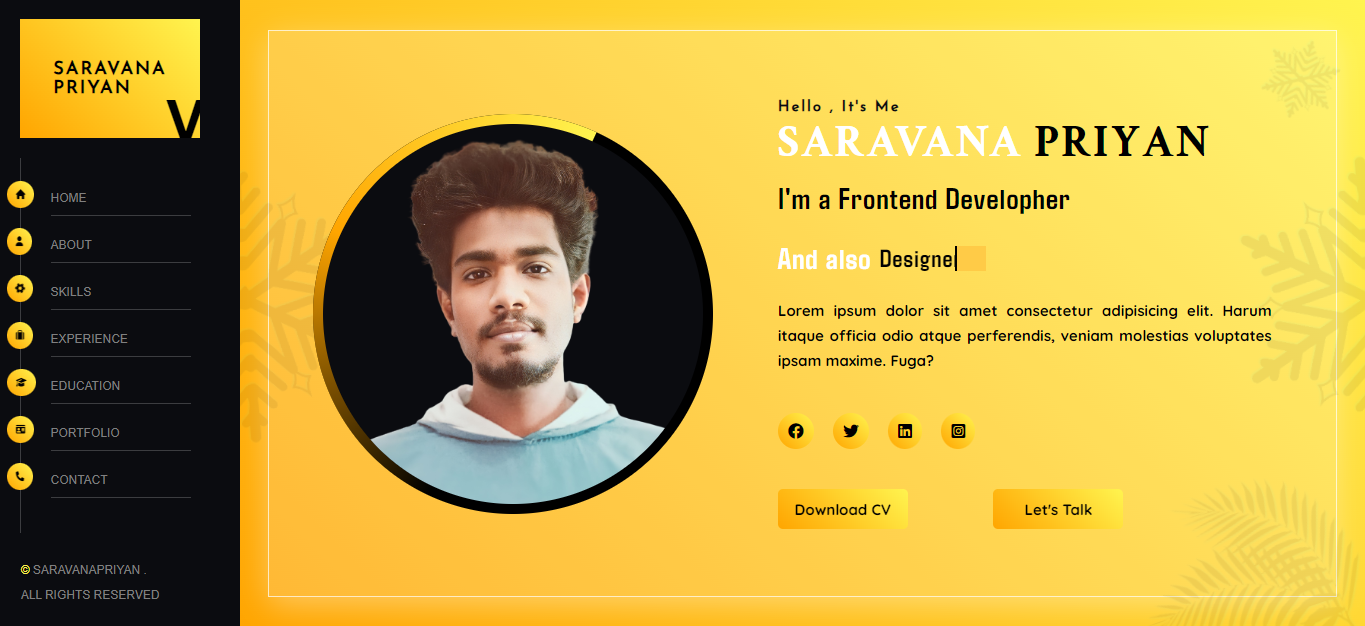 SARAVANA
PRIYAN
V
HOME
ABOUT
SKILLS
EXPERIENCE
EDUCATION
PORTFOLIO
CONTACT
© SARAVANAPRIYAN .
ALL RIGHTS RESERVED
Hello , It's Me
SARAVANA PRIYAN
I'm a Frontend Developher
And also Designe
Lorem ipsum dolor sit amet consectetur adipisicing elit. Harum
itaque officia odio atque perferendis, veniam molestias voluptates
ipsam maxime. Fuga?
Download CV
Let's Talk